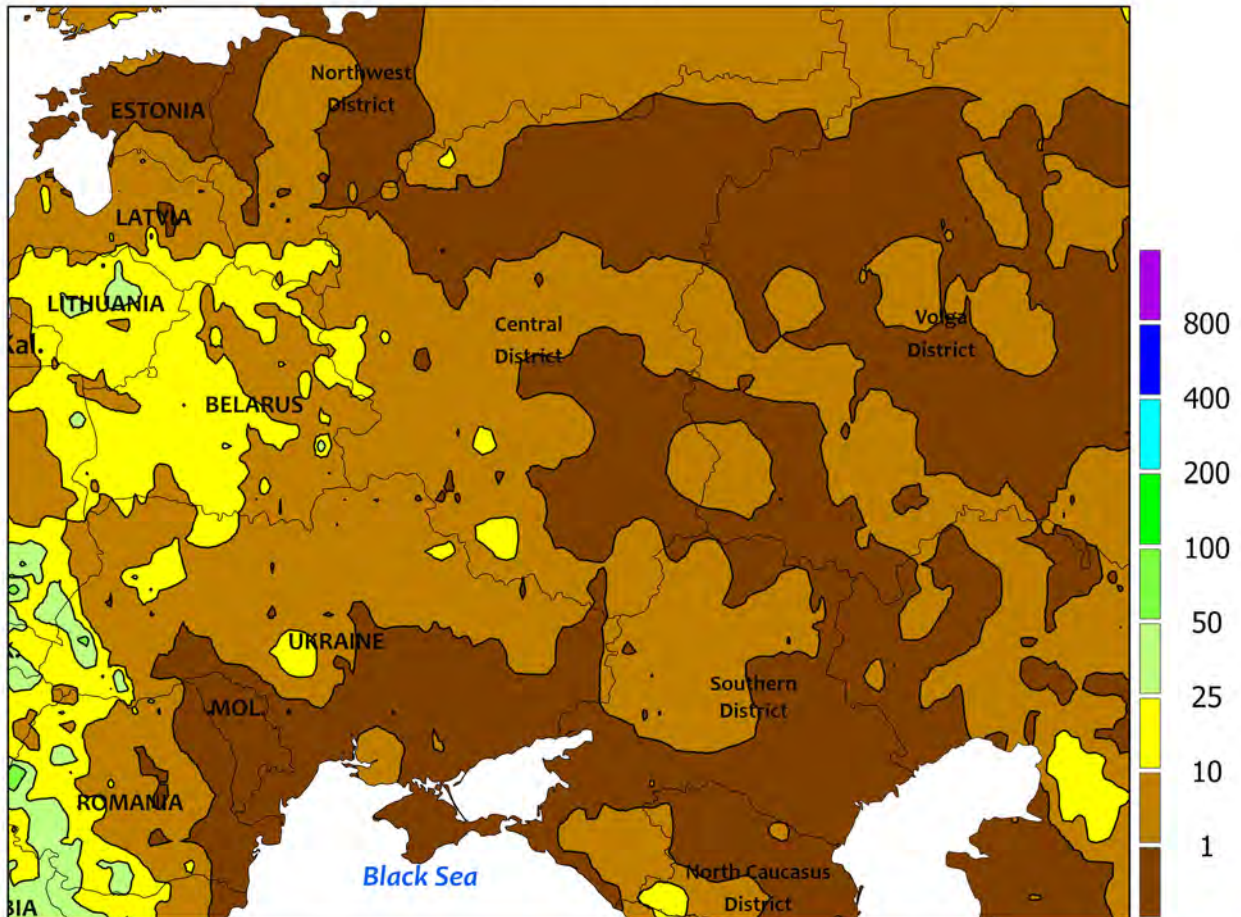 Northwest
District
ESTONIA
LATVIA
LITHUANIA
Kal.
Central
District
Volga
District
BELARUS
UKRAINE
MOL.
Southern
District
ROMANIA
Black Sea
North Caucasus
District
BIA
800
400
200
100
50
25
10
1